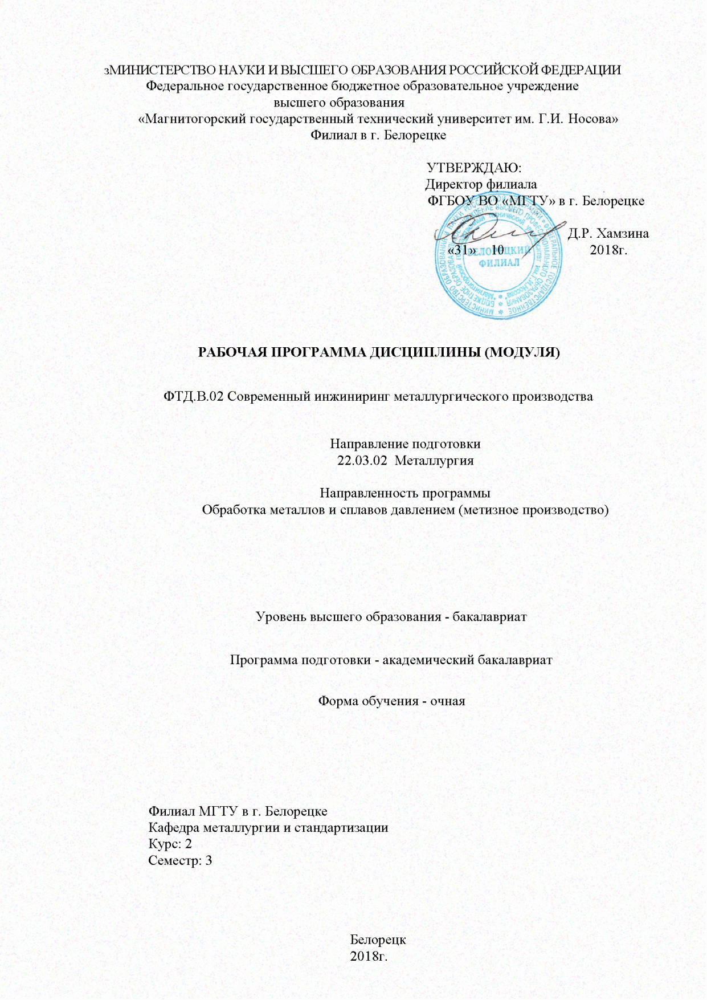 зМИНИСТЕРСТВО НАУКИ И ВЫСШЕГО ОБРАЗОВАНИЯ РОССИЙСКОЙ ФЕДЕРАЦИИ
Федеральное государственное бюджетное образовательное учреждение
высшего образования
«Магнитогорский государственный технический университет им. Г.И. Носова»
Филиал в г. Белорецке
УТВЕРЖДАЮ:
Директор филиала
ФГБОУ ВО «МГТУ» в г. Белорецке
Д.Р. Хамзина
«31» 10 2018г.
БЕЛОРЕЦКИЙ
ФИЛИАЛ
РАБОЧАЯ ПРОГРАММА ДИСЦИПЛИНЫ (МОДУЛЯ)
ФТД.В.02 Современный инжиниринг металлургического производства
Направление подготовки
22.03.02 Металлургия
Направленность программы
Обработка металлов и сплавов давлением (метизное производство)
Уровень высшего образования - бакалавриат
Программа подготовки - академический бакалавриат
Форма обучения - очная
Филиал МГТУ в г. Белорецке
Кафедра металлургии и стандартизации
Курс: 2
Семестр: 3
Белорецк
2018г.